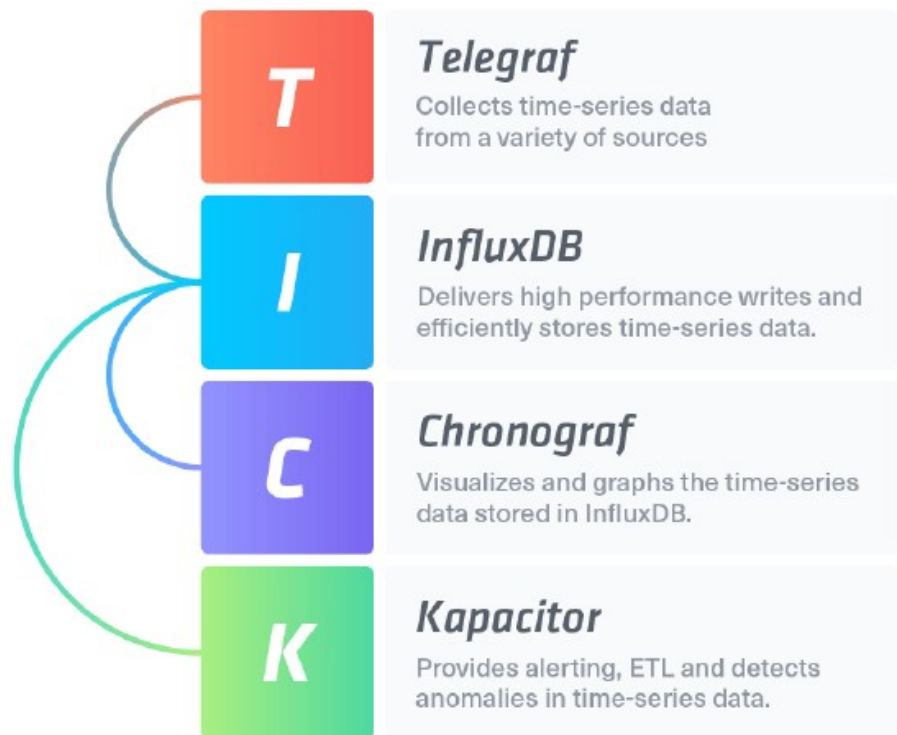 T
Telegraf
Collects time-series data
from a variety of sources
I
InfluxDB
Delivers high performance writes and
efficiently stores time-series data.
C
Chronograf
Visualizes and graphs the time-series
data stored in InfluxDB.
K
Kapacitor
Provides alerting, ETL and detects
anomalies in time-series data.